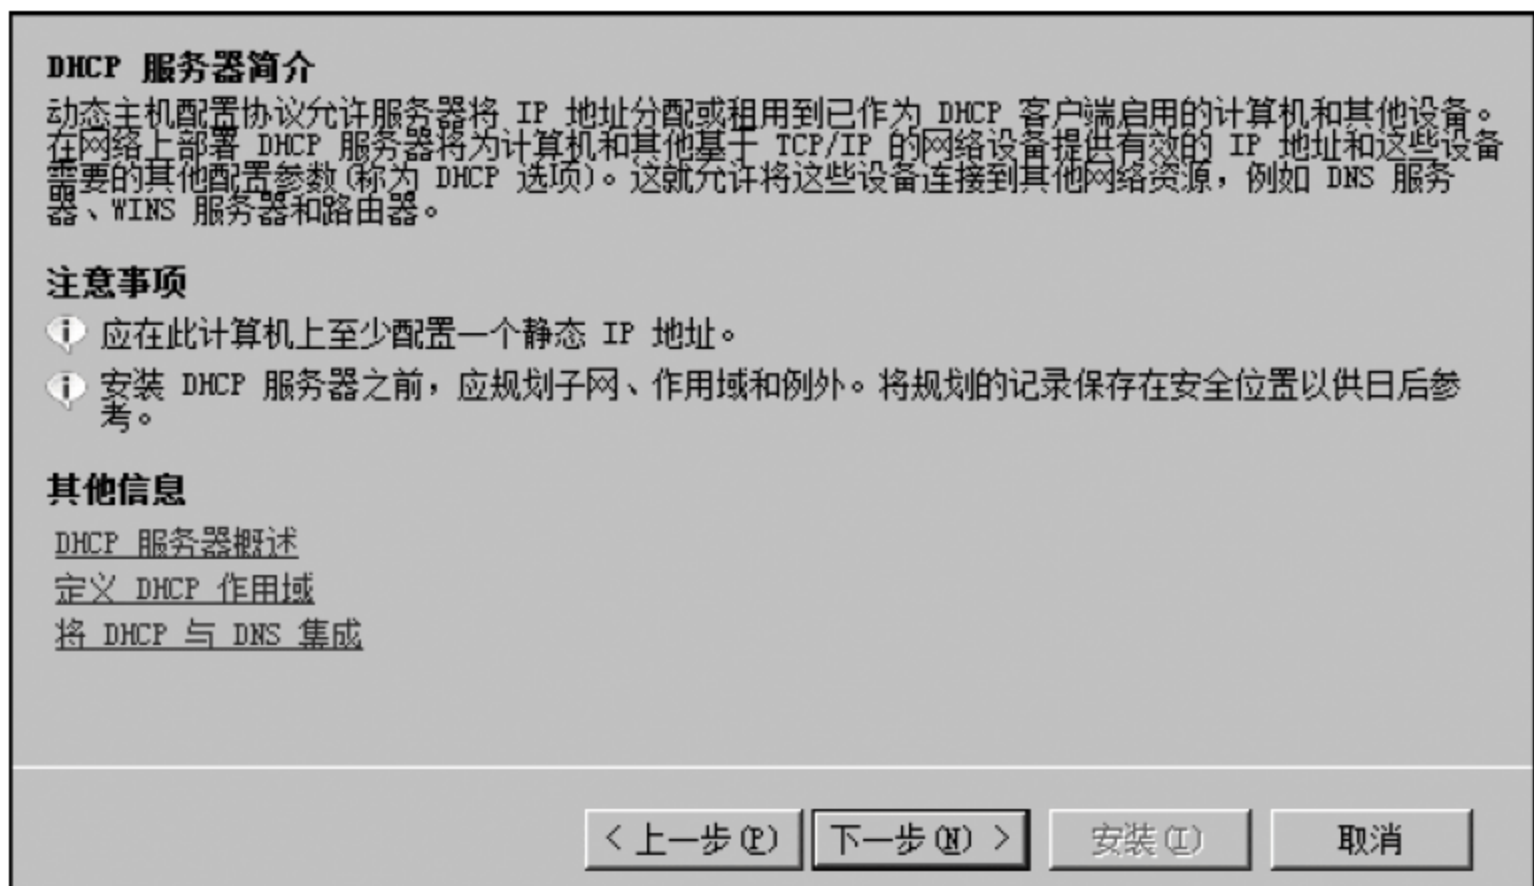 DHCP 服务器简介
动态主机配置协议允许服务器将 IP 地址分配或租用到已作为 DHCP 客户端启用的计算机和其他设备。
在网络上部署 DHCP 服务器将为计算机和其他基于 TCP/IP 的网络设备提供有效的 IP 地址和这些设备
需要的其他配置参数(称为 DHCP 选项)。这就允许将这些设备连接到其他网络资源，例如 DNS 服务
器、WINS 服务器和路由器。
注意事项
应在此计算机上至少配置一个静态 IP 地址。
安装 DHCP 服务器之前，应规划子网、作用域和例外。将规划的记录保存在安全位置以供日后参
考。
其他信息
DHCP 服务器概述
定义 DHCP 作用域
将 DHCP 与 DNS 集成
< 上一步(P) 下一步(N) > 安装(I) 取消